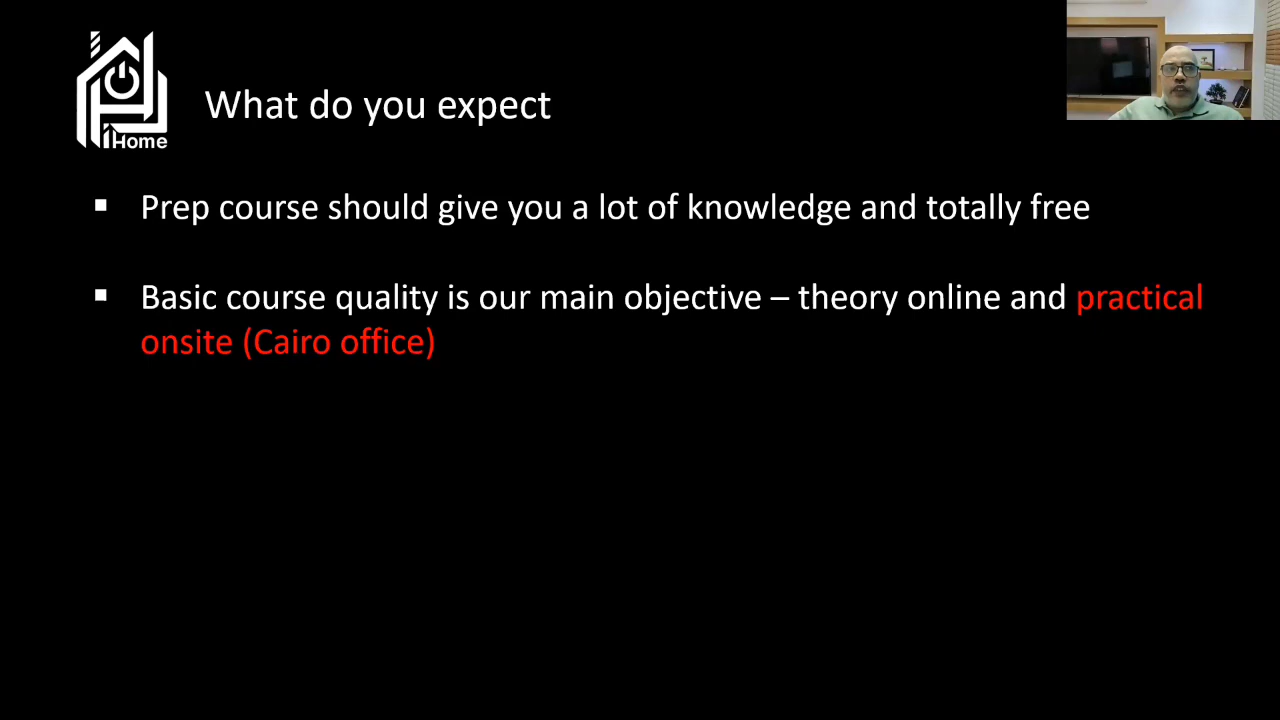 iHome
What do you expect
▪ Prep course should give you a lot of knowledge and totally free
▪ Basic course quality is our main objective – theory online and practical
onsite (Cairo office)